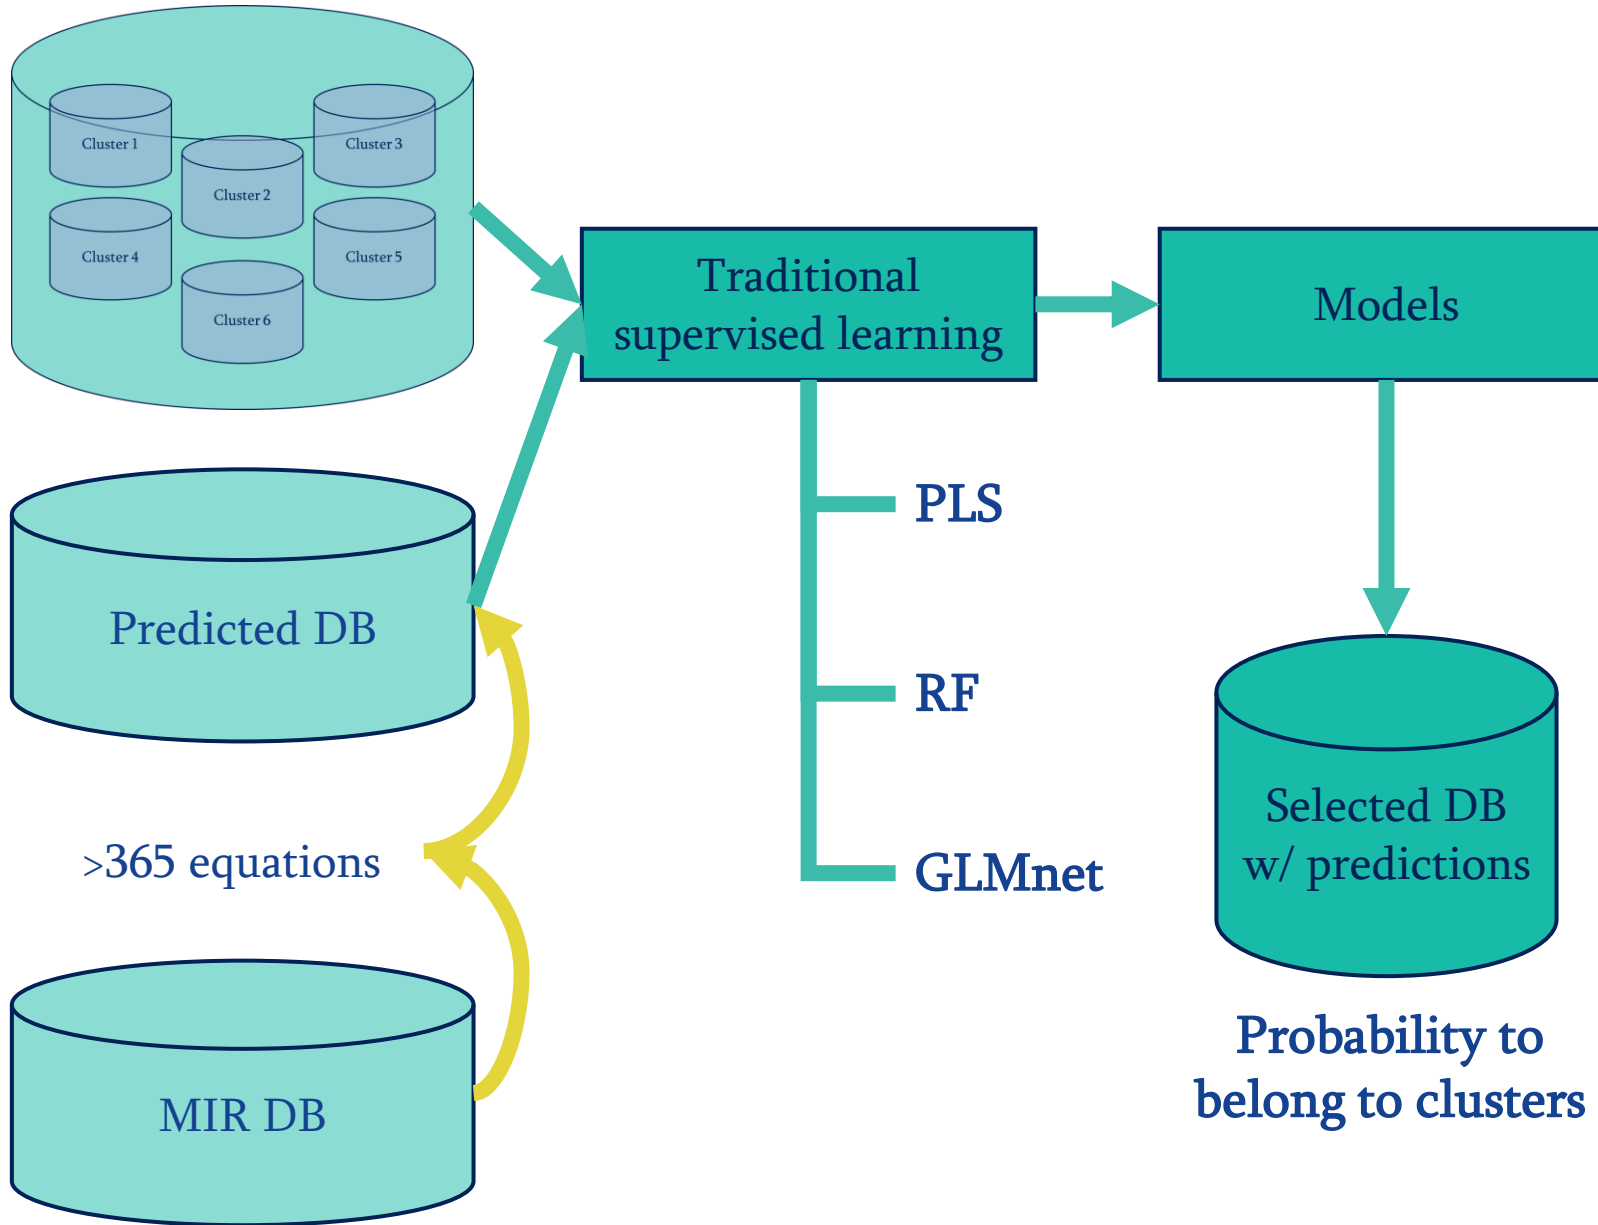 Cluster 1
Cluster 3
Cluster 2
Cluster 4
Cluster 5
Cluster 6
Traditional
supervised learning
Models
PLS
Predicted DB
RF
>365 equations
GLMnet
Selected DB
w/ predictions
MIR DB
Probability to
belong to clusters